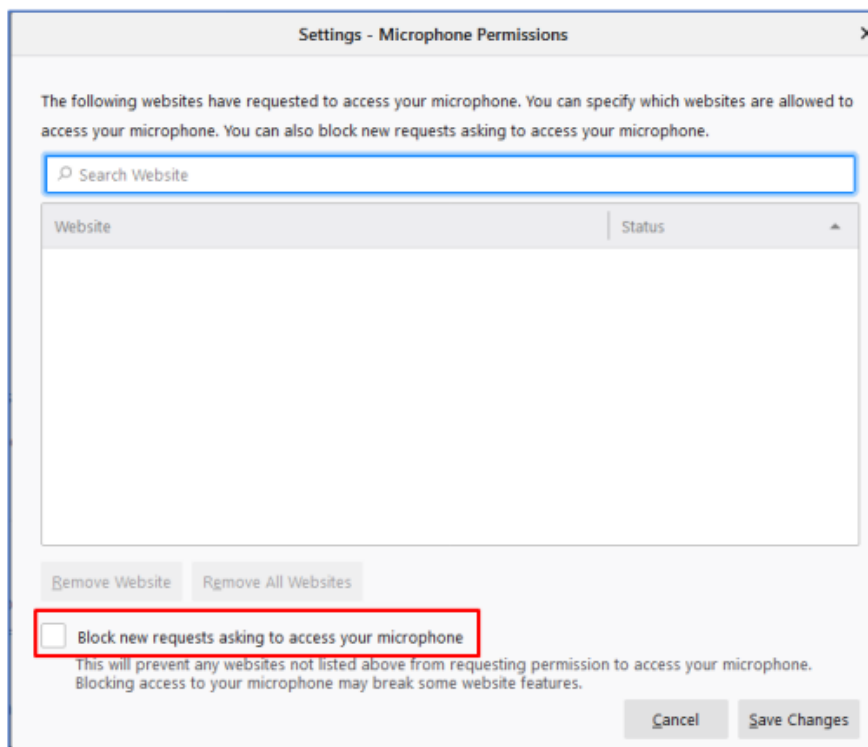 Settings - Microphone Permissions
The following websites have requested to access your microphone. You can specify which websites are allowed to
access your microphone. You can also block new requests asking to access your microphone.
Search Website
Website Status
Remove Website Remove All Websites
Block new requests asking to access your microphone
This will prevent any websites not listed above from requesting permission to access your microphone.
Blocking access to your microphone may break some website features.
Cancel Save Changes